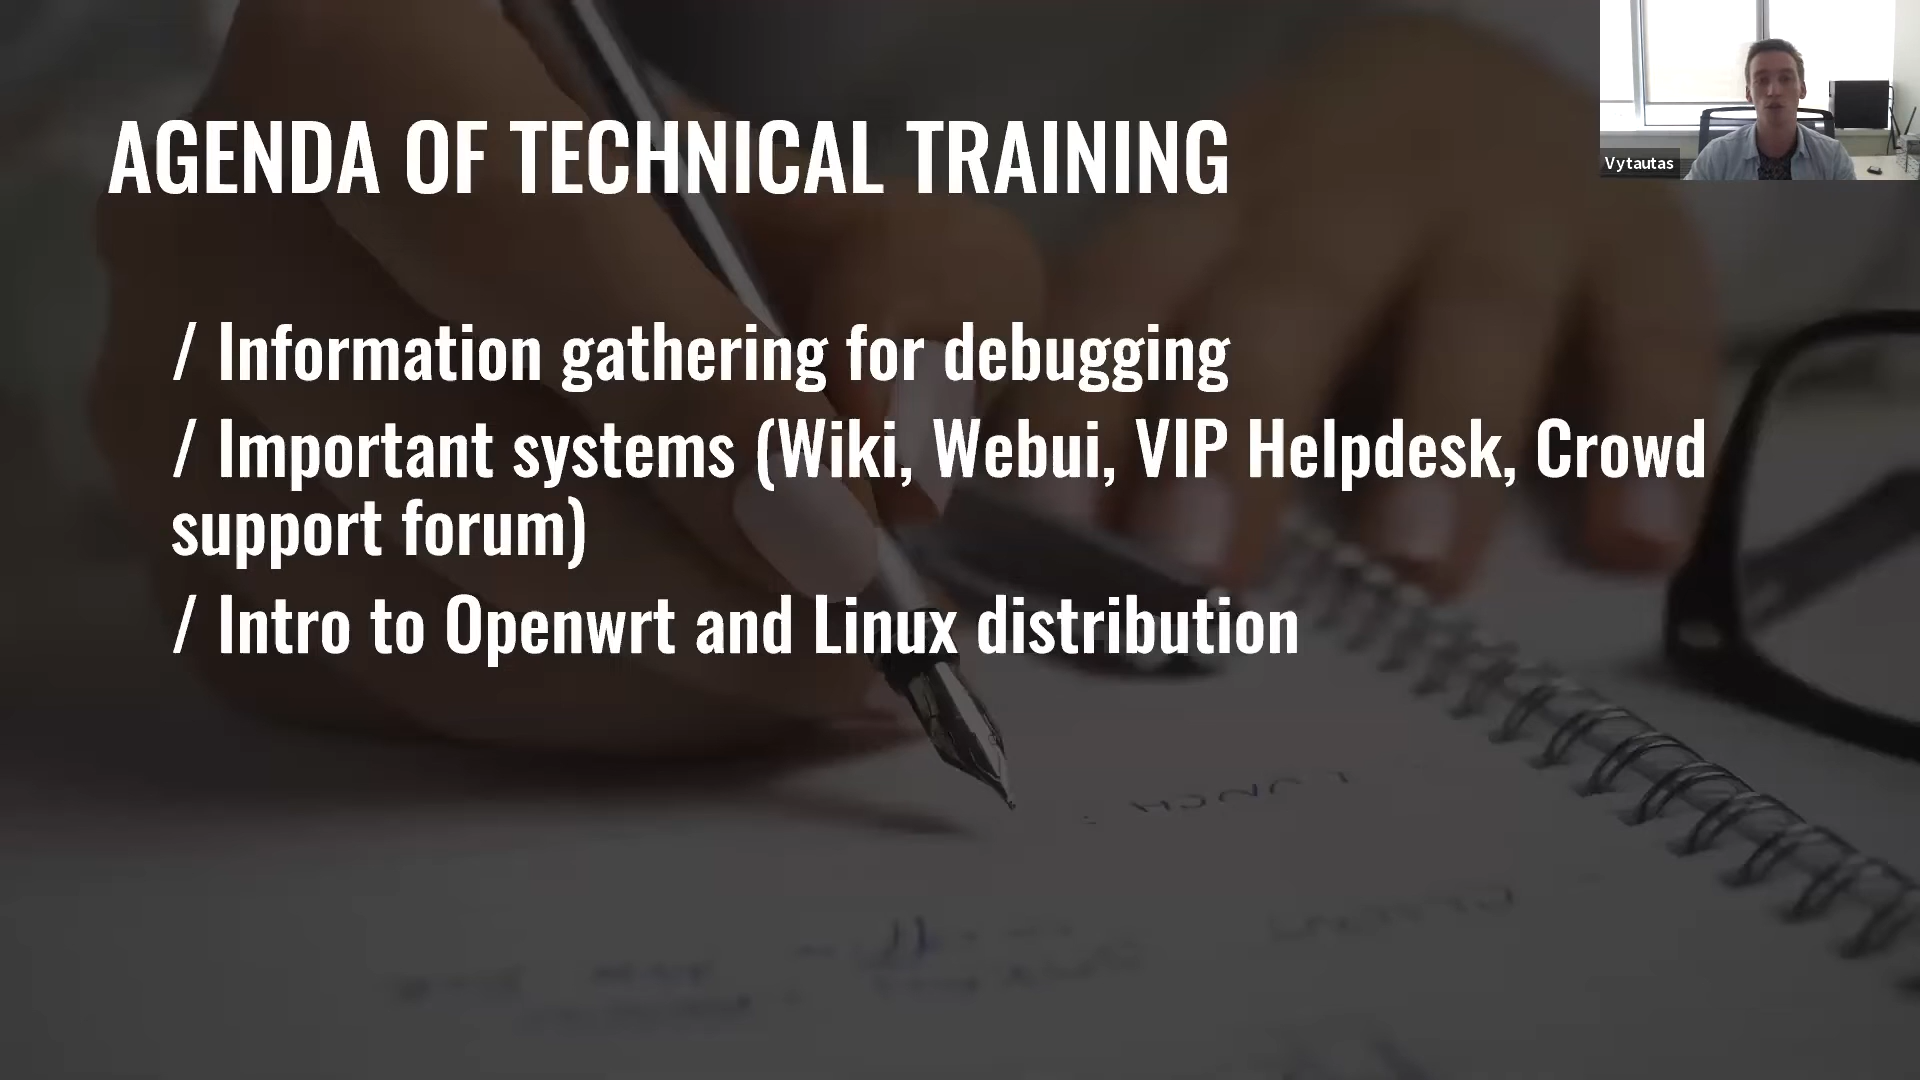 AGENDA OF TECHNICAL TRAINING
Vytautas
/ Information gathering for debugging
/ Important systems (Wiki, Webui, VIP Helpdesk, Crowd
support forum)
/ Intro to Openwrt and Linux distribution
LUNCH